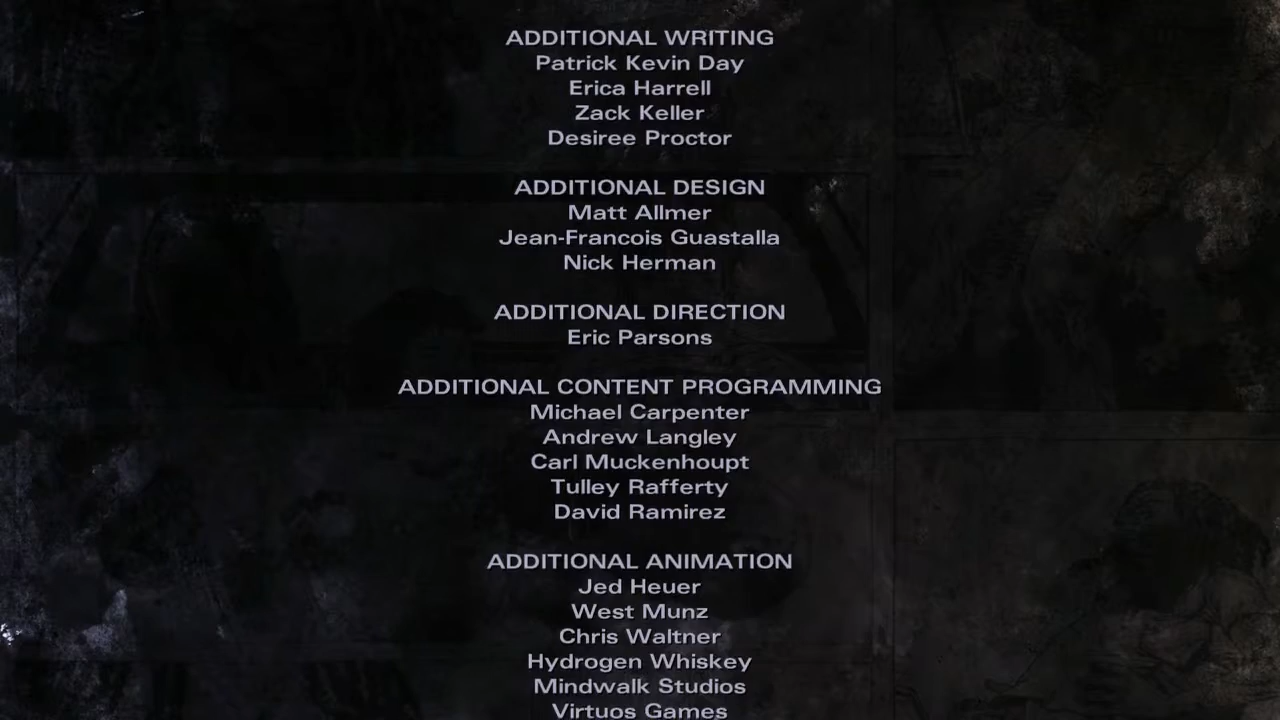 ADDITIONAL WRITING
Patrick Kevin Day
Erica Harrell
Zack Keller
Desiree Proctor
ADDITIONAL DESIGN
Matt Allmer
Jean-Francois Guastalla
Nick Herman
ADDITIONAL DIRECTION
Eric Parsons
ADDITIONAL CONTENT PROGRAMMING
Michael Carpenter
Andrew Langley
Carl Muckenhoupt
Tulley Rafferty
David Ramirez
ADDITIONAL ANIMATION
Jed Heuer
West Munz
Chris Waltner
Hydrogen Whiskey
Mindwalk Studios
Virtuos Games